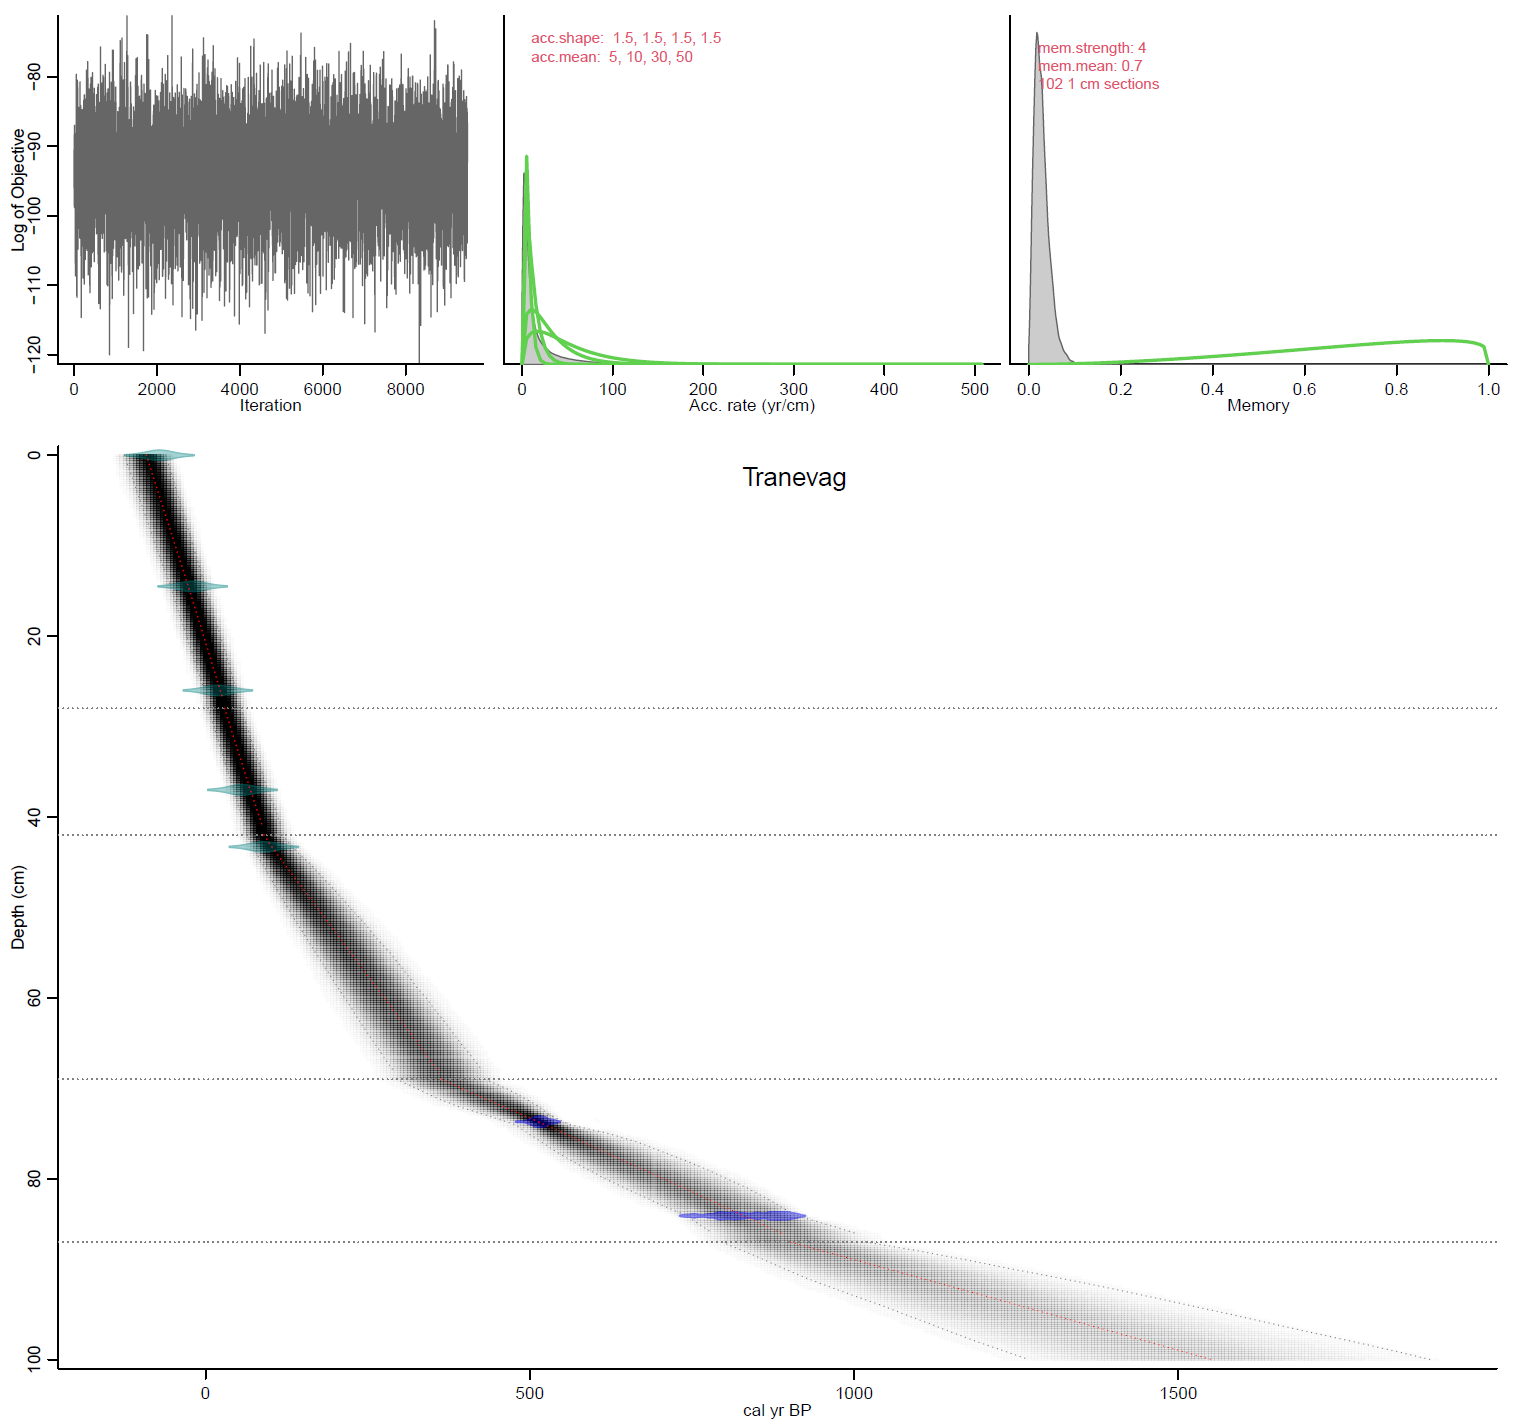 −80
−90
−100
−110
−120
Log of Objective
0
2000
4000
6000
8000
Iteration
acc.shape: 1.5, 1.5, 1.5, 1.5
acc.mean: 5, 10, 30, 50
0
100
200
300
400
500
Acc. rate (yr/cm)
mem.strength: 4
mem.mean: 0.7
102 1 cm sections
0.0
0.2
0.4
0.6
0.8
1.0
Memory
Tranevag
0
20
40
60
80
100
Depth (cm)
0
500
1000
1500
cal yr BP